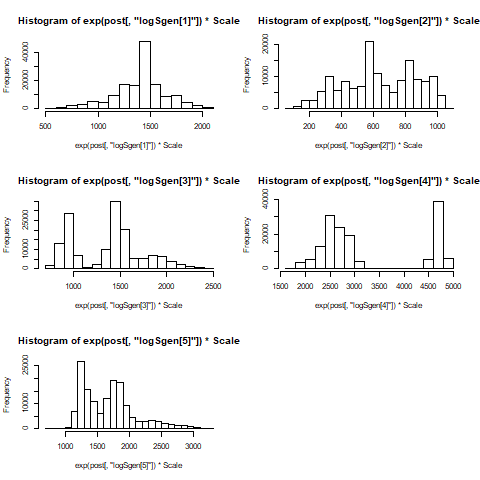 Histogram of exp(post[, "logSgen[1]"]) * Scale
Histogram of exp(post[, "logSgen[2]"]) * Scale
Frequency
0 20000 40000
500 1000 1500 2000
exp(post[, "logSgen[1]"]) * Scale
Frequency
0 10000 20000
200 400 600 800 1000
exp(post[, "logSgen[2]"]) * Scale
Histogram of exp(post[, "logSgen[3]"]) * Scale
Histogram of exp(post[, "logSgen[4]"]) * Scale
Frequency
0 10000 25000
1000 1500 2000 2500
exp(post[, "logSgen[3]"]) * Scale
Frequency
0 20000 40000
1500 2000 2500 3000 3500 4000 4500 5000
exp(post[, "logSgen[4]"]) * Scale
Histogram of exp(post[, "logSgen[5]"]) * Scale
Frequency
0 10000 25000
1000 1500 2000 2500 3000
exp(post[, "logSgen[5]"]) * Scale